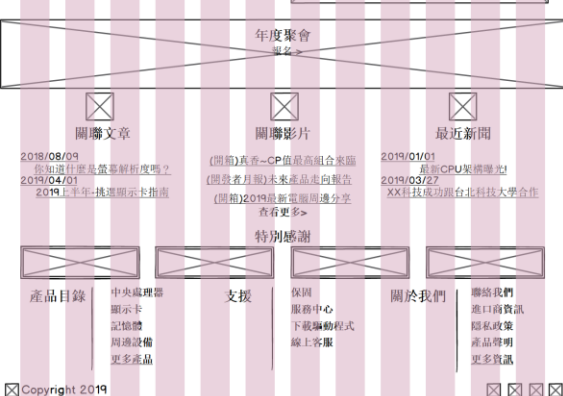 年度聚會
報名 >
關聯文章
關聯影片
最近新聞
2018/08/09
你知道什麼是螢幕解析度嗎？
2019/04/01
2019上半年-挑選顯示卡指南
(開箱)真香~CP值最高組合來臨
(開發者月報)未來產品走向報告
(開箱)2019最新電腦周邊分享
查看更多>
2019/01/01
最新CPU架構曝光!
2019/03/27
XX科技成功跟台北科技大學合作
特別感謝
產品目錄
中央處理器
顯示卡
記憶體
周邊設備
更多產品
支援
保固
服務中心
下載驅動程式
線上客服
關於我們
聯絡我們
進口商資訊
隱私政策
產品聲明
更多資訊
Copyright 2019